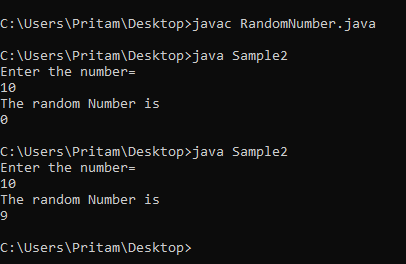 C:\Users\Pritam\Desktop>javac RandomNumber.java
C:\Users\Pritam\Desktop>java Sample2
Enter the number=
10
The random Number is
0
C:\Users\Pritam\Desktop>java Sample2
Enter the number=
10
The random Number is
9
C:\Users\Pritam\Desktop>